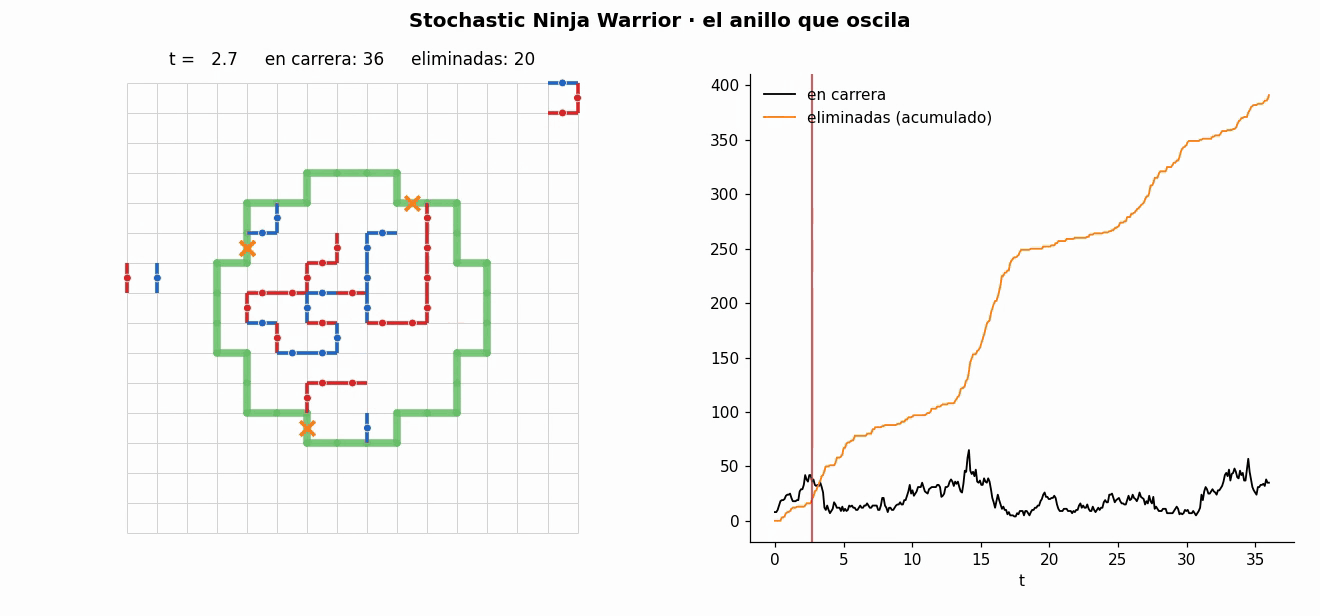 Stochastic Ninja Warrior · el anillo que oscila
t = 2.7 en carrera: 36 eliminadas: 20
en carrera
eliminadas (acumulado)
400
350
300
250
200
150
100
50
0
0 5 10 15 20 25 30 35
t